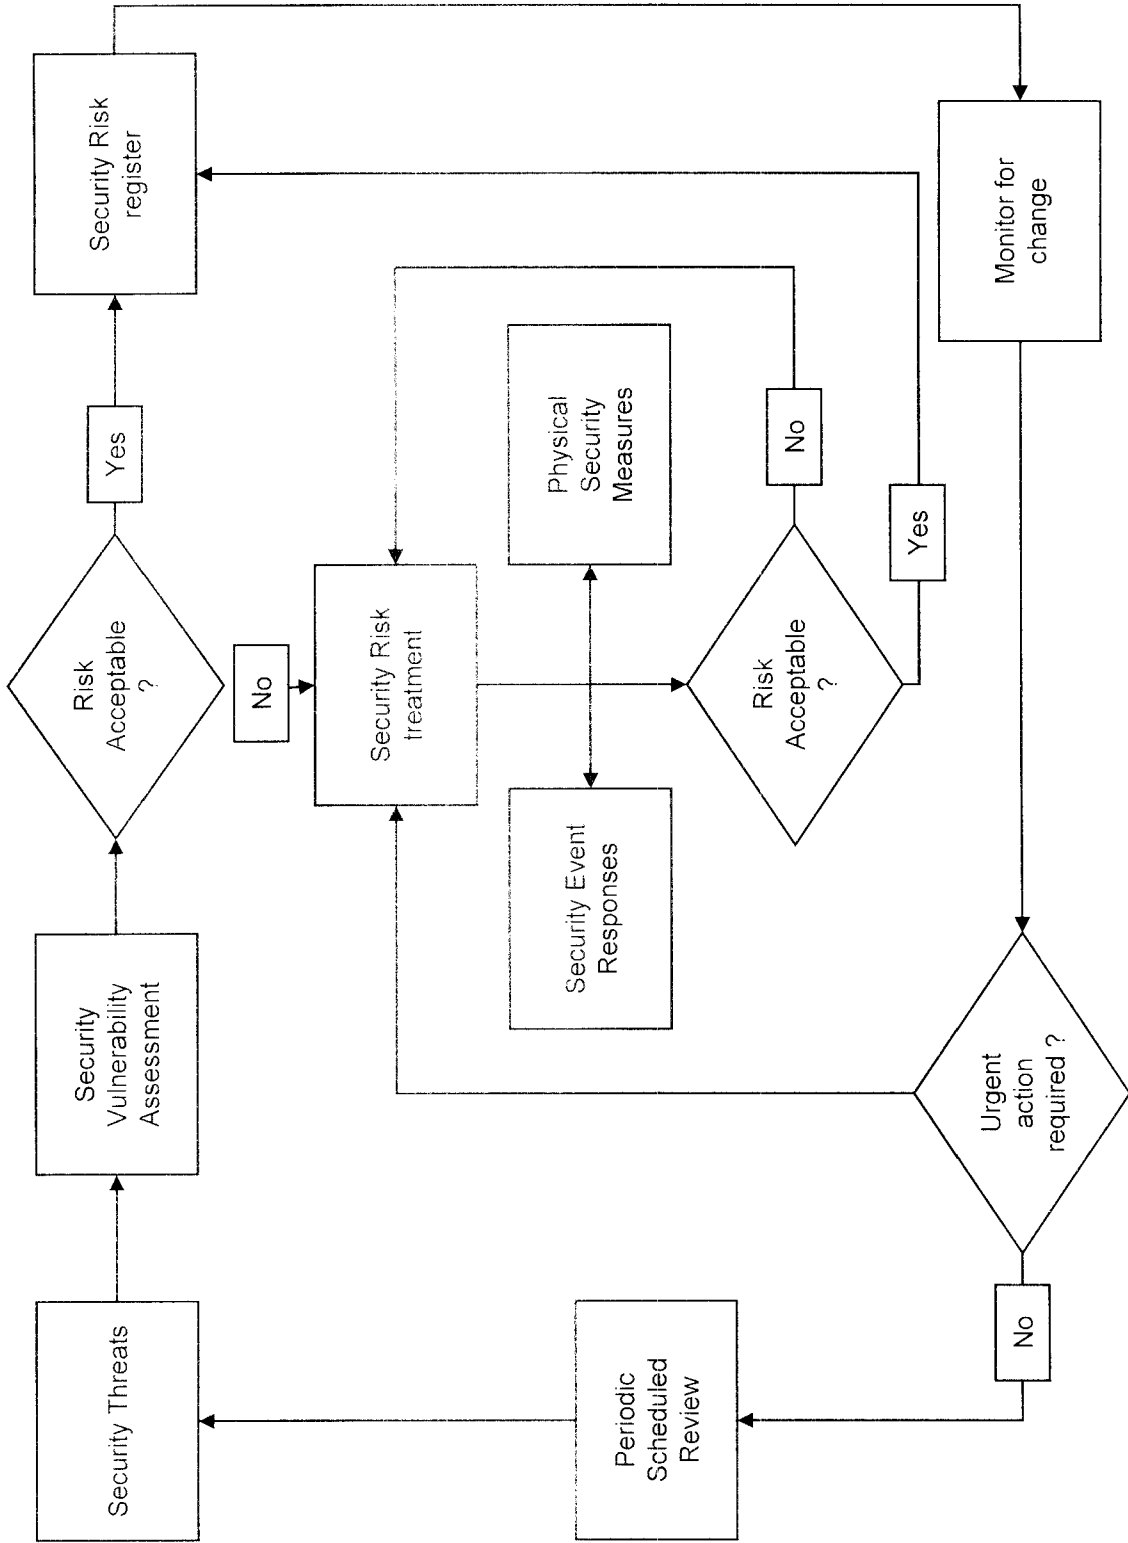 Security Threats
Security
Vulnerability
Assessment
Risk
Acceptable
?
Yes
Security Risk
register
No
Security Risk
treatment
Security Event
Responses
Physical
Security
Measures
Periodic
Scheduled
Review
Risk
Acceptable
?
No
Yes
No
Urgent
action
required ?
Monitor for
change